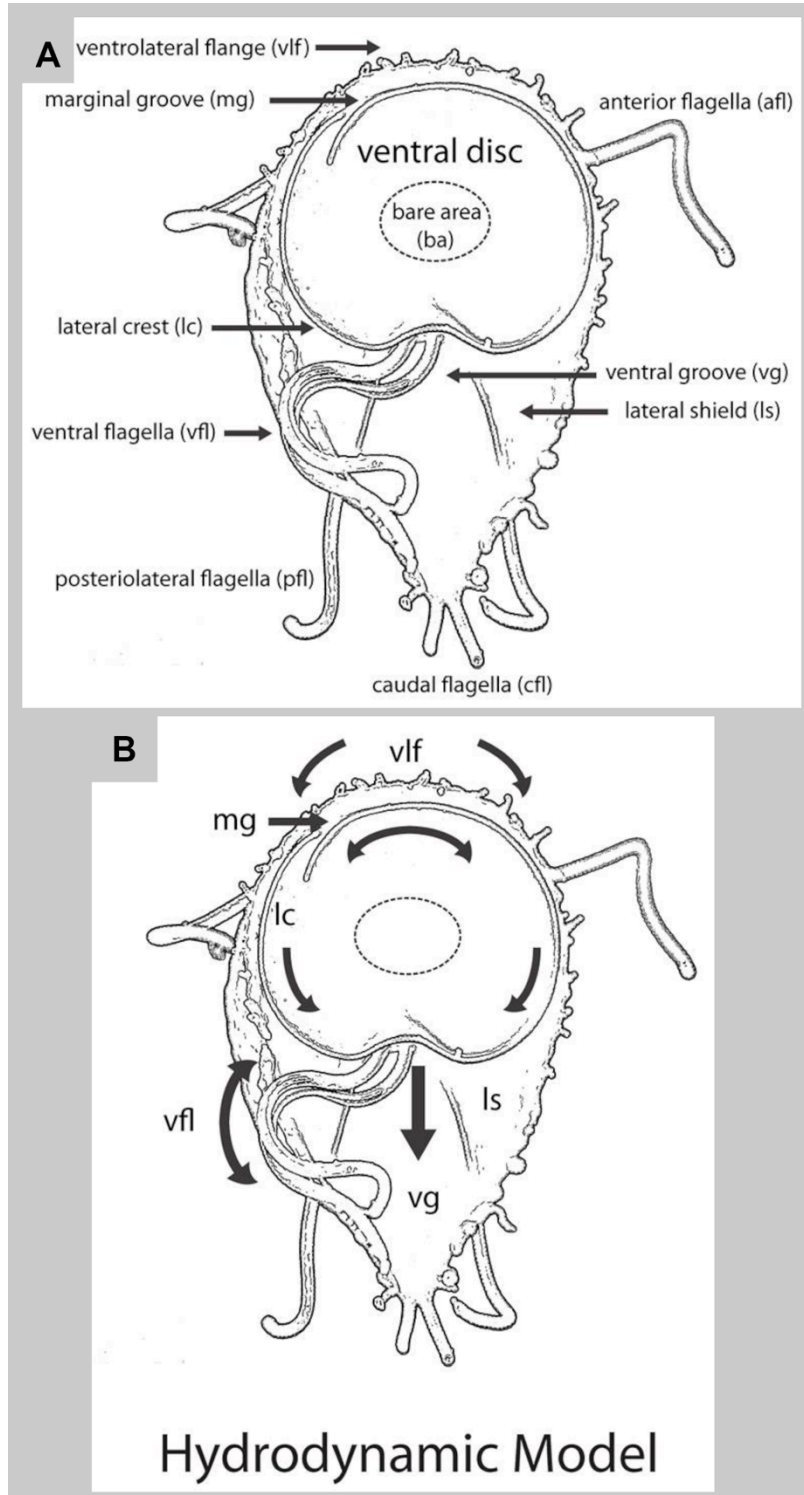 A
ventrolateral flange (vlf)
marginal groove (mg)
anterior flagella (afl)
ventral disc
bare area
(ba)
lateral crest (lc)
ventral groove (vg)
lateral shield (ls)
ventral flagella (vfl)
posteriolateral flagella (pfl)
caudal flagella (cfl)
B
vlf
mg
lc
ls
vfl
vg
Hydrodynamic Model